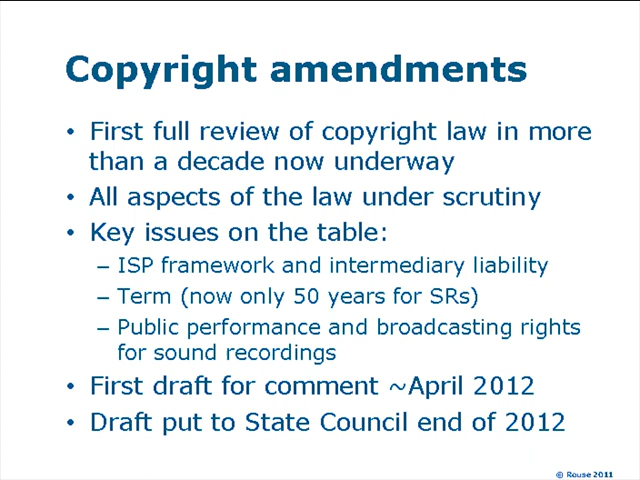 Copyright amendments
• First full review of copyright law in more
than a decade now underway
• All aspects of the law under scrutiny
• Key issues on the table:
– ISP framework and intermediary liability
– Term (now only 50 years for SRs)
– Public performance and broadcasting rights
for sound recordings
• First draft for comment ~April 2012
• Draft put to State Council end of 2012
© Rouse 2011